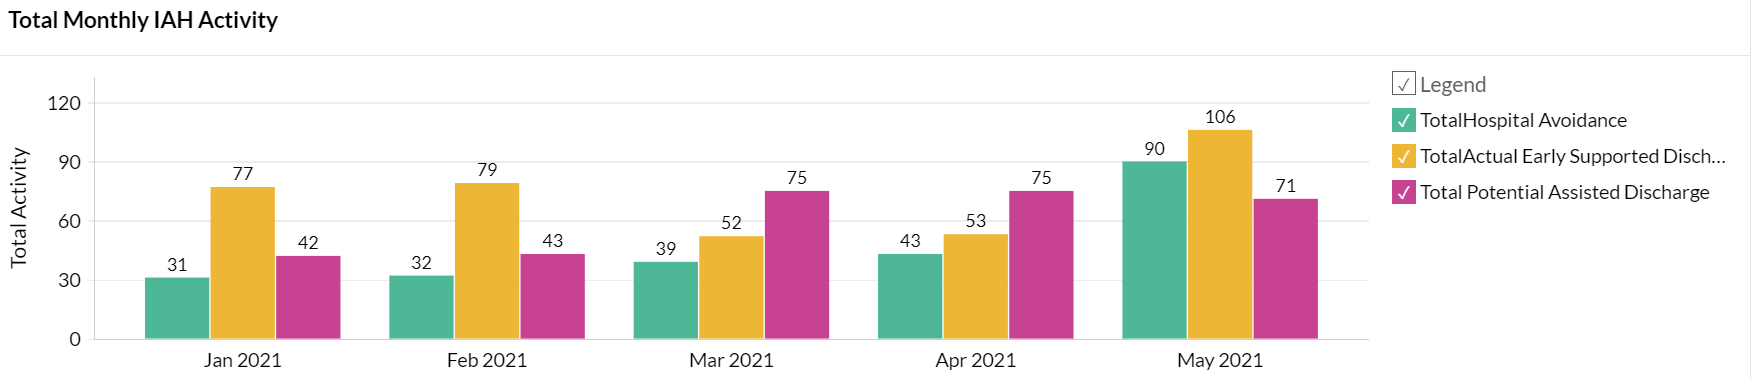 Total Monthly IAH Activity
Legend
TotalHospital Avoidance
TotalActual Early Supported Disch...
Total Potential Assisted Discharge
Total Activity
120
90
60
30
0
31
77
42
32
79
43
39
52
75
43
53
75
90
106
71
Jan 2021
Feb 2021
Mar 2021
Apr 2021
May 2021